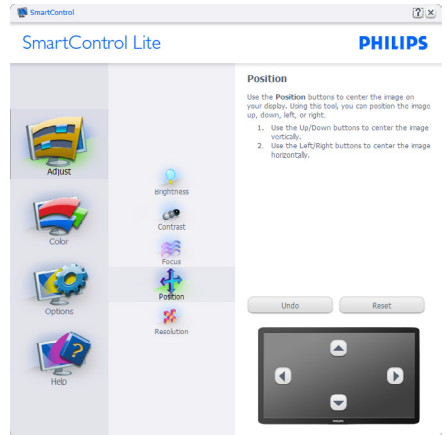 SmartControl
SmartControl Lite
PHILIPS
Adjust
Color
Options
Help
Brightness
Contrast
Focus
Position
Resolution
Position
Use the Position buttons to center the image on
your display. Using this tool, you can position the image
up, down, left, or right.
1. Use the Up/Down buttons to center the image
vertically.
2. Use the Left/Right buttons to center the image
horizontally.
Undo
Reset
PHILIPS